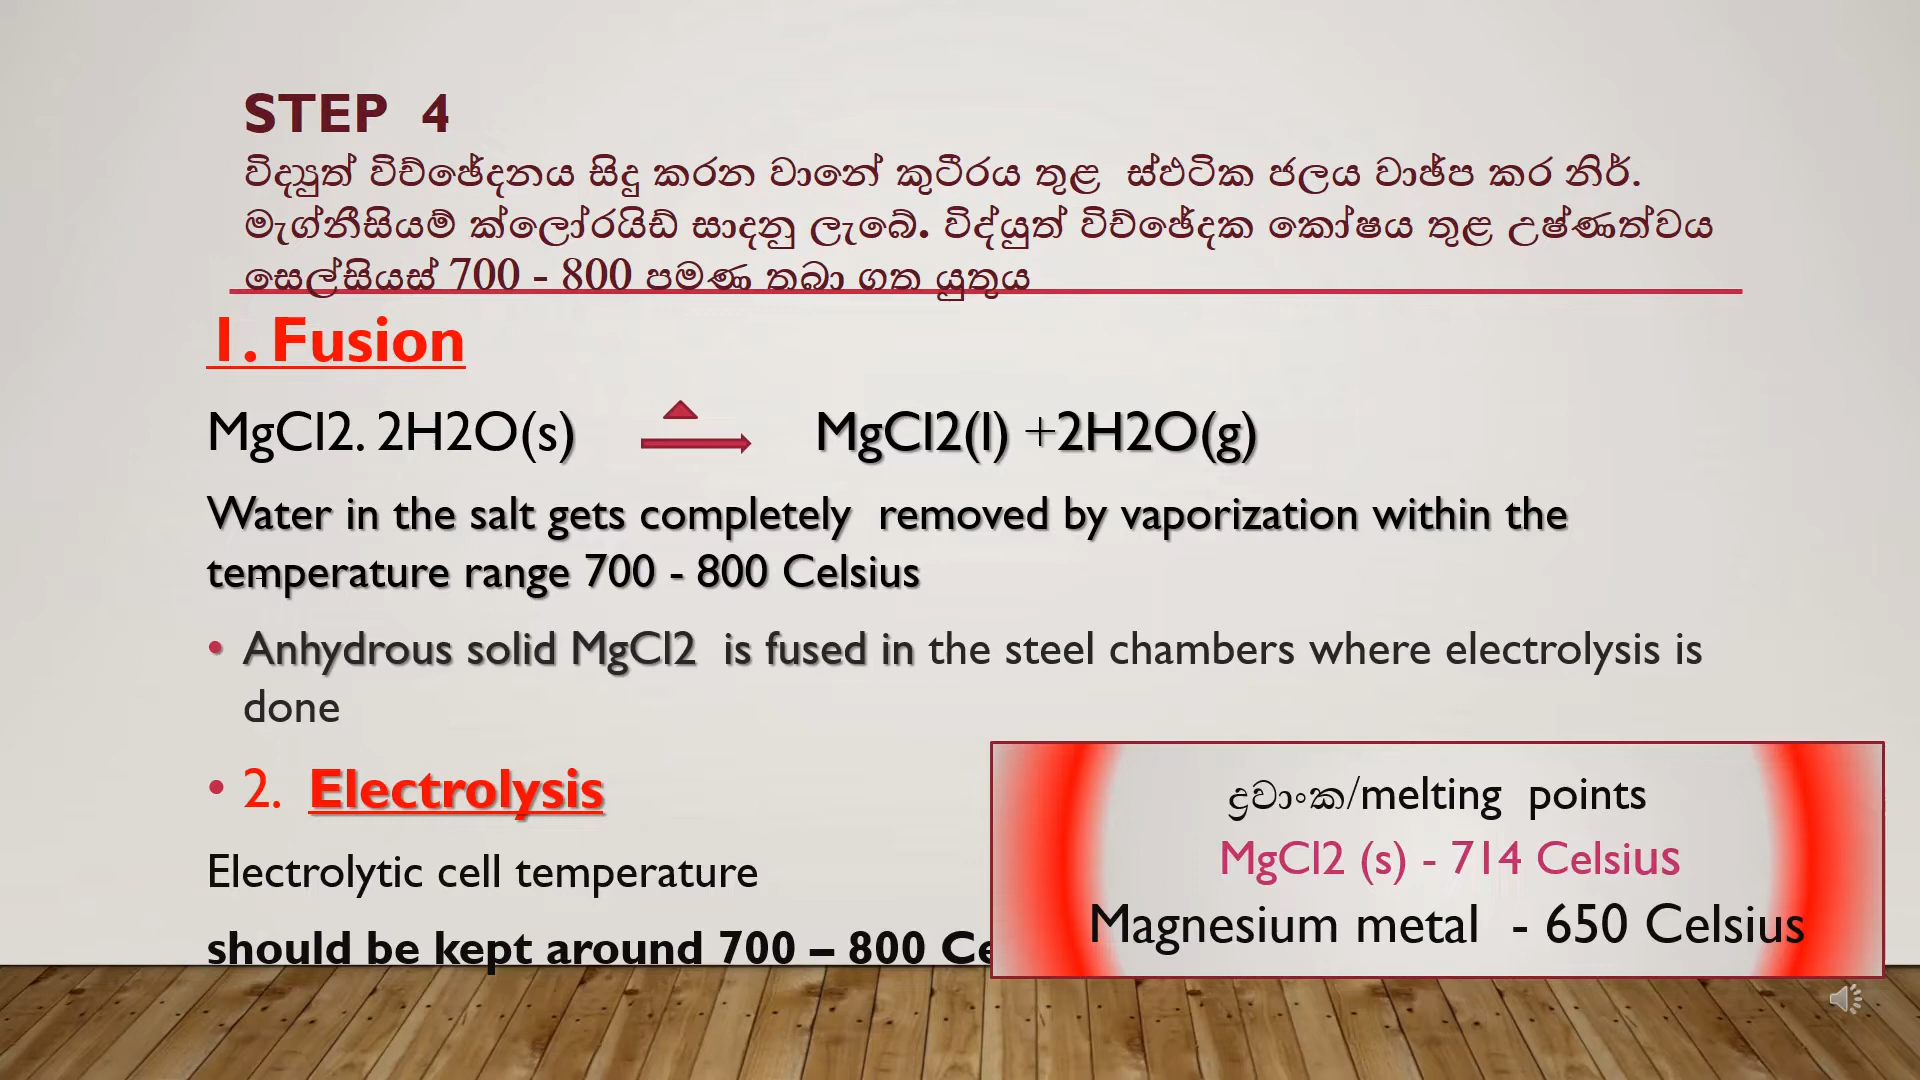 STEP 4
විද්‍යුත් විච්ඡේදනය සිදු කරන වානේ කුටීරය තුළ ස්ඵටික ජලය වාෂ්ප කර නිර්.
මැග්නීසියම් ක්ලෝරයිඩ් සාදනු ලැබේ. විද්යුත් විච්ඡේදක කෝෂය තුළ උෂ්ණත්වය
සෙල්සියස් 700 - 800 පමණ තබා ගත යුතුය
1. Fusion
MgCl2. 2H2O(s) MgCl2(l) +2H2O(g)
Water in the salt gets completely removed by vaporization within the
temperature range 700 - 800 Celsius
• Anhydrous solid MgCl2 is fused in the steel chambers where electrolysis is
done
• 2. Electrolysis
Electrolytic cell temperature
should be kept around 700 – 800 Ce
ද්‍රවාංක/melting points
MgCl2 (s) - 714 Celsius
Magnesium metal - 650 Celsius